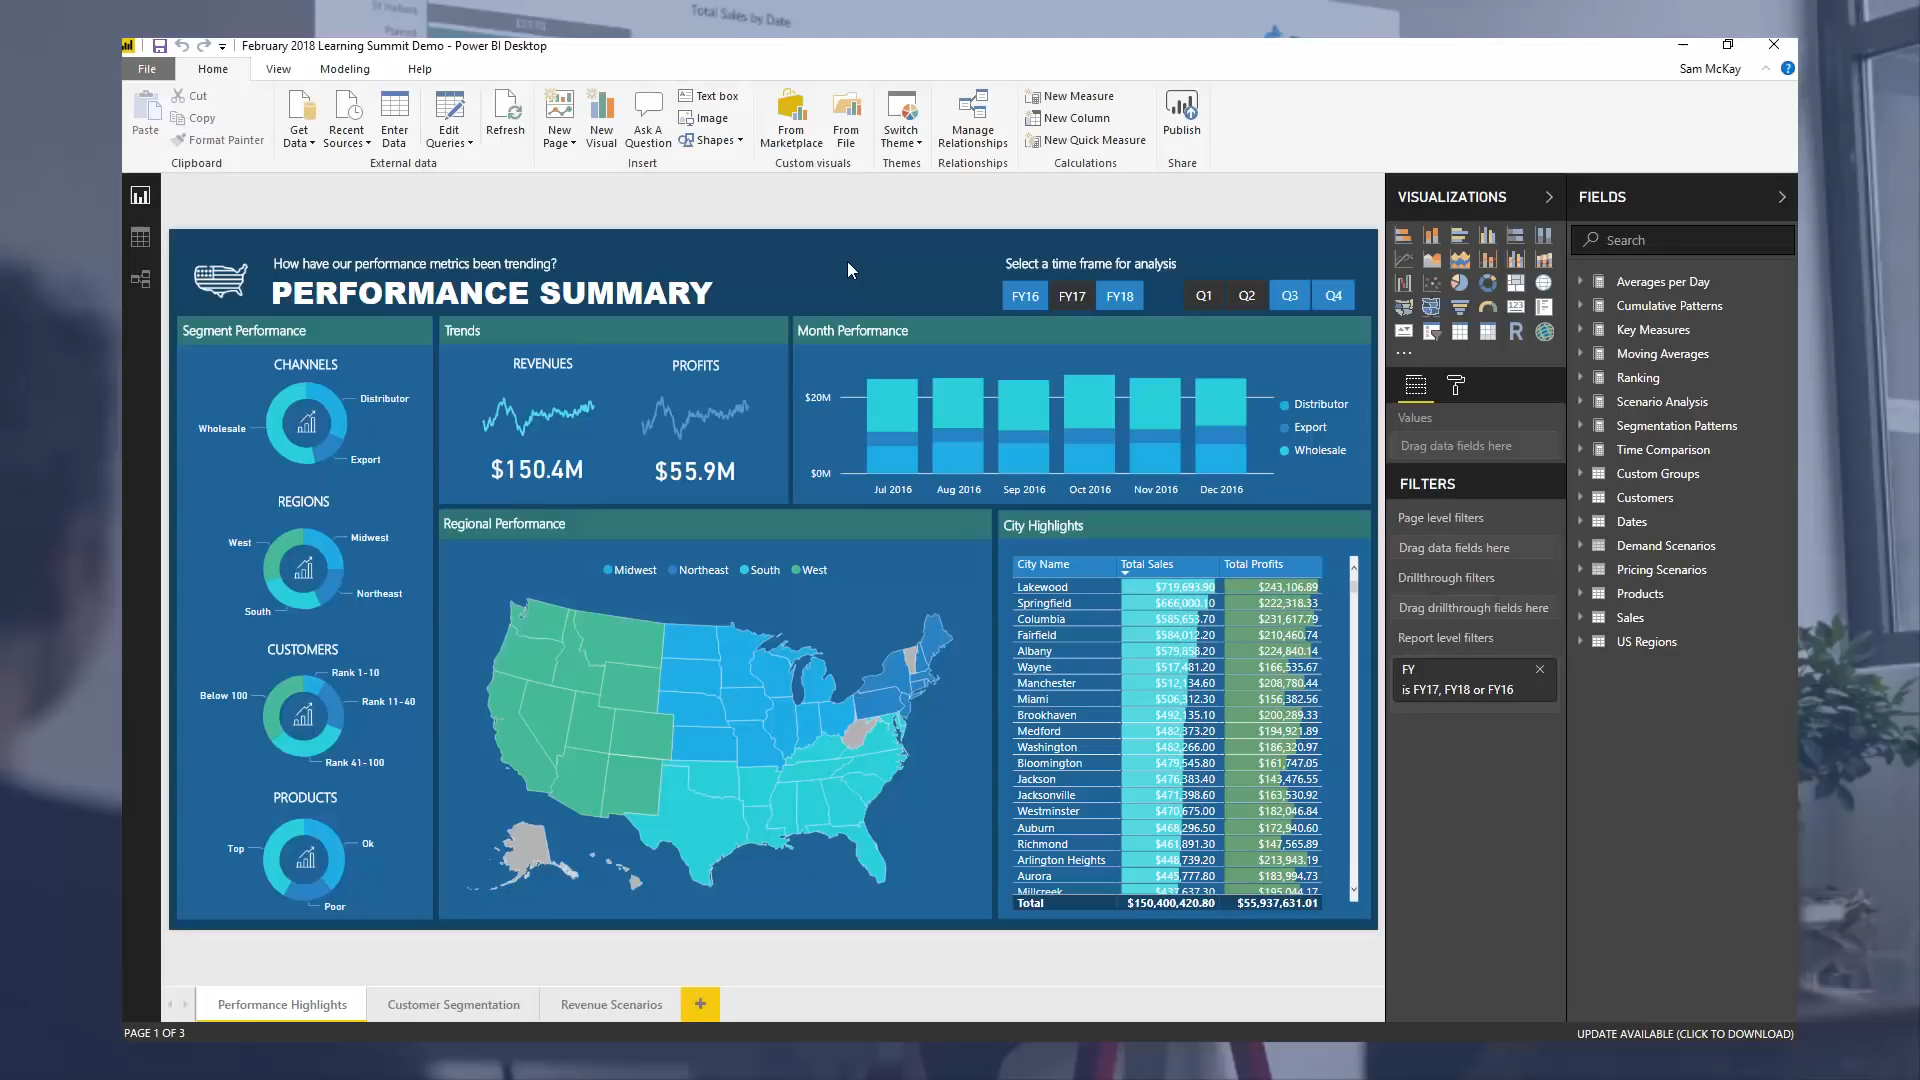 Total Sales by Date
February 2018 Learning Summit Demo - Power BI Desktop
File Home View Modeling Help
Sam McKay
Paste
Cut
Copy
Format Painter
Clipboard
Get Data
Recent Sources
Enter Data
Edit Queries
Refresh
External data
New Page
New Visual
Ask A Question
Text box
Image
Shapes
Insert
From Marketplace
From File
Custom visuals
Switch Theme
Themes
Manage Relationships
Relationships
New Measure
New Column
New Quick Measure
Calculations
Publish
Share
How have our performance metrics been trending?
PERFORMANCE SUMMARY
Select a time frame for analysis
FY16 FY17 FY18 Q1 Q2 Q3 Q4
Segment Performance
CHANNELS
Distributor
Wholesale
Export
REGIONS
West
Midwest
Northeast
South
CUSTOMERS
Rank 1-10
Below 100
Rank 11-40
Rank 41-100
PRODUCTS
Top
Ok
Poor
Trends
REVENUES
PROFITS
$150.4M
$55.9M
Month Performance
$20M
$0M
Jul 2016 Aug 2016 Sep 2016 Oct 2016 Nov 2016 Dec 2016
Distributor
Export
Wholesale
Regional Performance
Midwest Northeast South West
City Highlights
City Name Total Sales Total Profits
Lakewood $719,693.90 $243,106.89
Springfield $666,000.10 $222,318.33
Columbia $585,653.70 $231,617.79
Fairfield $584,012.20 $210,460.74
Albany $579,858.20 $224,840.14
Wayne $517,481.20 $166,535.67
Manchester $512,134.60 $208,780.44
Miami $506,312.30 $156,382.56
Brookhaven $492,135.10 $200,289.33
Medford $482,373.20 $194,921.89
Washington $482,266.00 $186,320.97
Bloomington $479,545.80 $161,747.05
Jackson $476,383.40 $143,476.55
Jacksonville $471,398.60 $163,530.92
Westminster $470,675.00 $182,046.84
Auburn $468,296.50 $172,940.60
Richmond $461,891.30 $147,565.89
Arlington Heights $448,739.20 $213,943.19
Aurora $445,777.80 $183,994.73
Millcreek $437,637.30 $195,044.17
Total $150,400,420.80 $55,937,631.01
VISUALIZATIONS
R
123
Values
Drag data fields here
FILTERS
Page level filters
Drag data fields here
Drillthrough filters
Drag drillthrough fields here
Report level filters
FY
is FY17, FY18 or FY16
FIELDS
Search
Averages per Day
Cumulative Patterns
Key Measures
Moving Averages
Ranking
Scenario Analysis
Segmentation Patterns
Time Comparison
Custom Groups
Customers
Dates
Demand Scenarios
Pricing Scenarios
Products
Sales
US Regions
Performance Highlights Customer Segmentation Revenue Scenarios +
PAGE 1 OF 3
UPDATE AVAILABLE (CLICK TO DOWNLOAD)